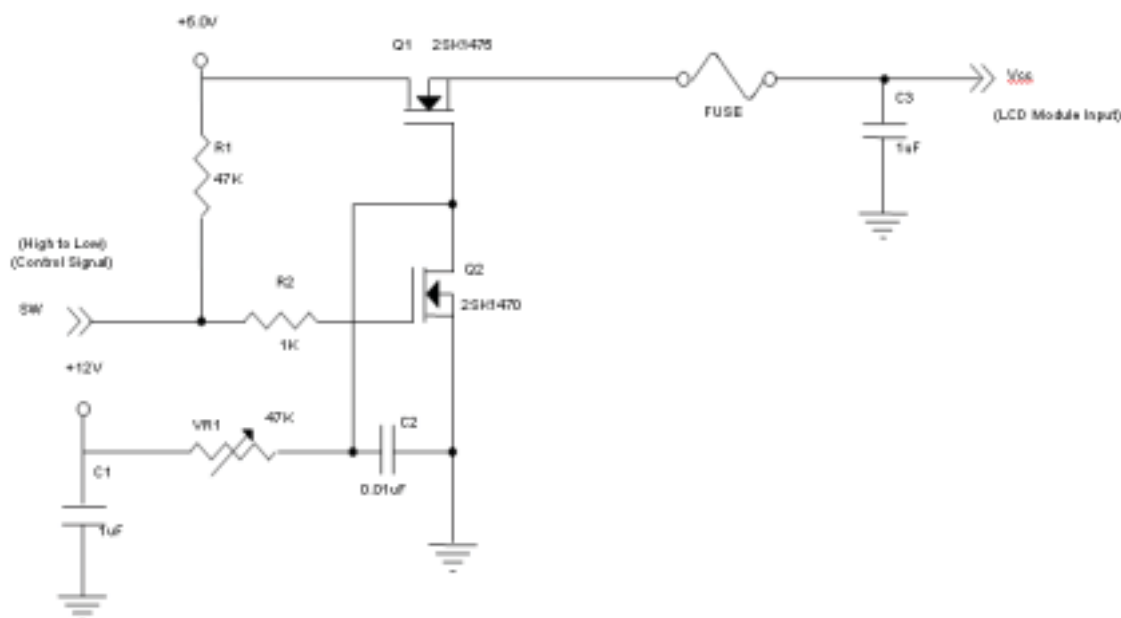 +5.0V
Q1 2SK1475
FUSE
C3
1uF
Vcc
(LCD Module Input)
R1
47K
(High to Low)
(Control Signal)
SW
R2
1K
Q2
2SK1470
+12V
VR1
47K
C2
0.01uF
C1
1uF